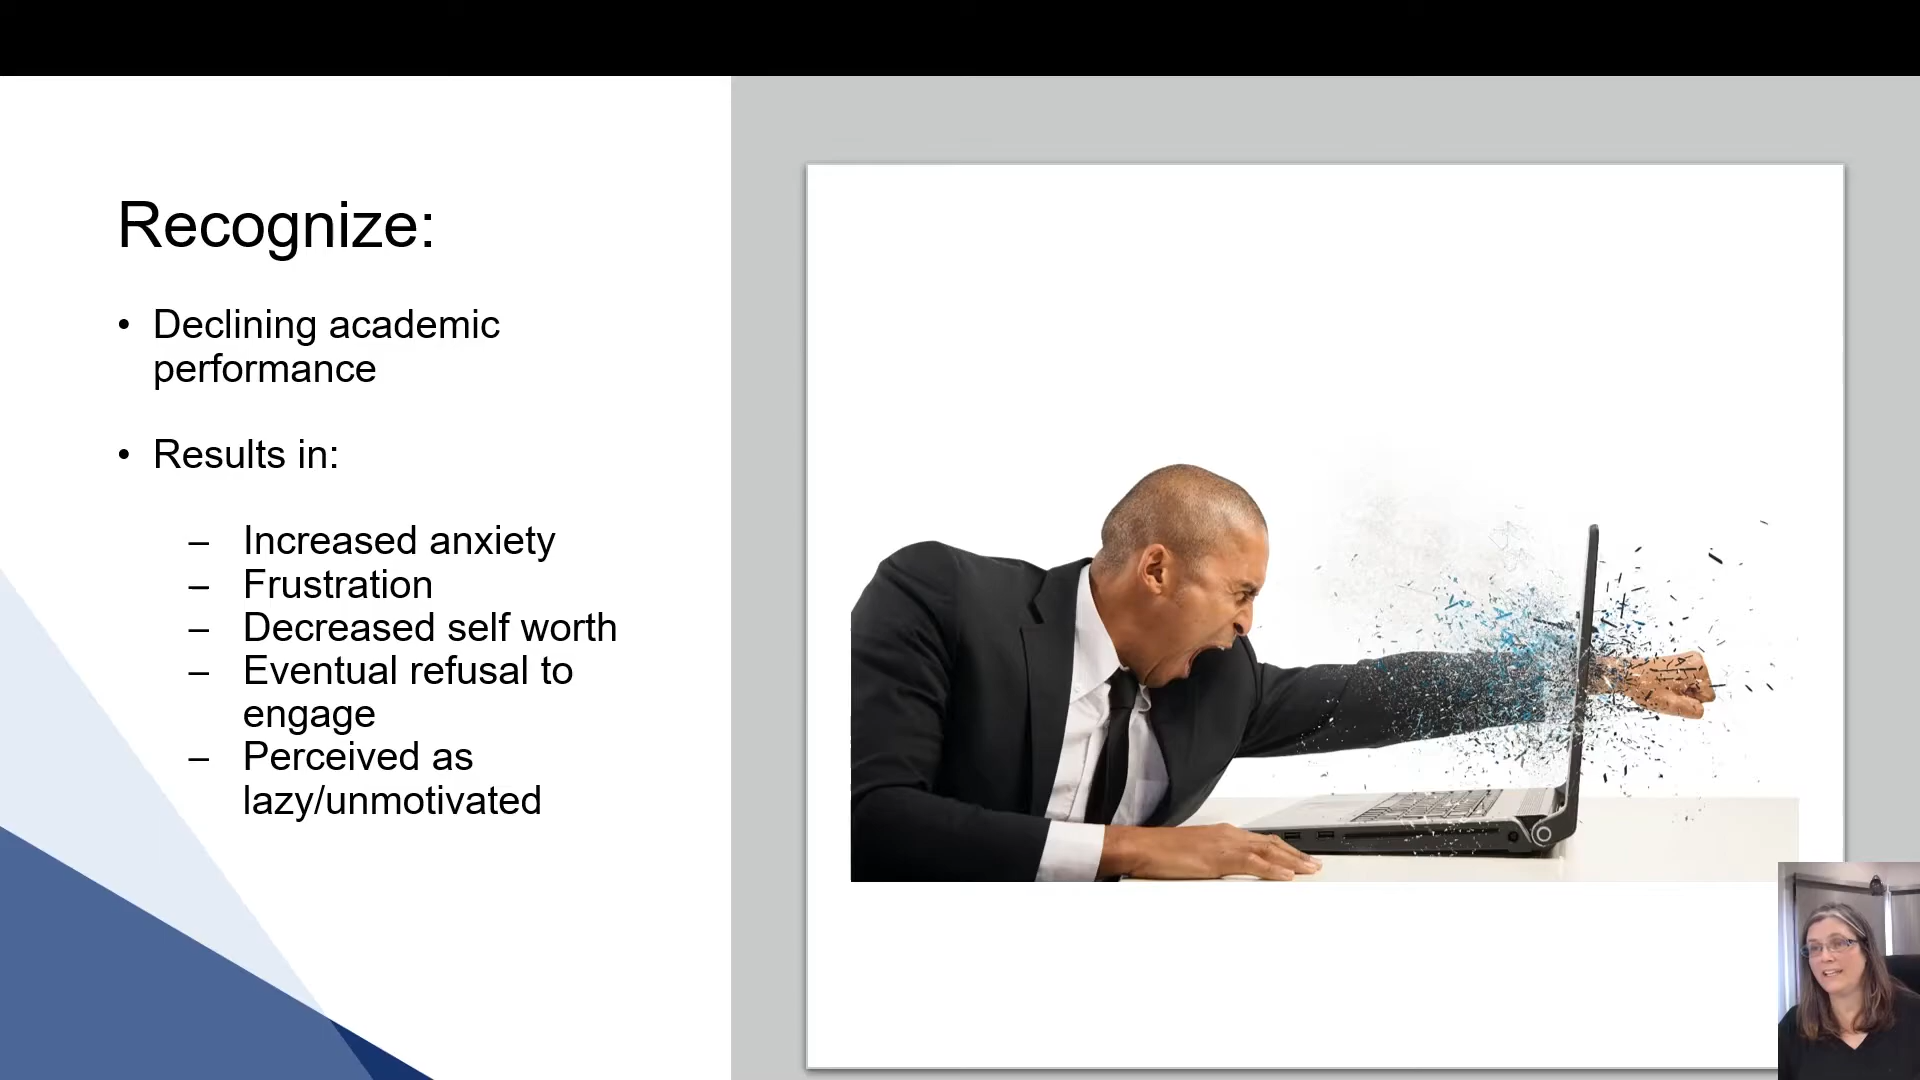 Recognize:
• Declining academic
performance
• Results in:
– Increased anxiety
– Frustration
– Decreased self worth
– Eventual refusal to
engage
– Perceived as
lazy/unmotivated